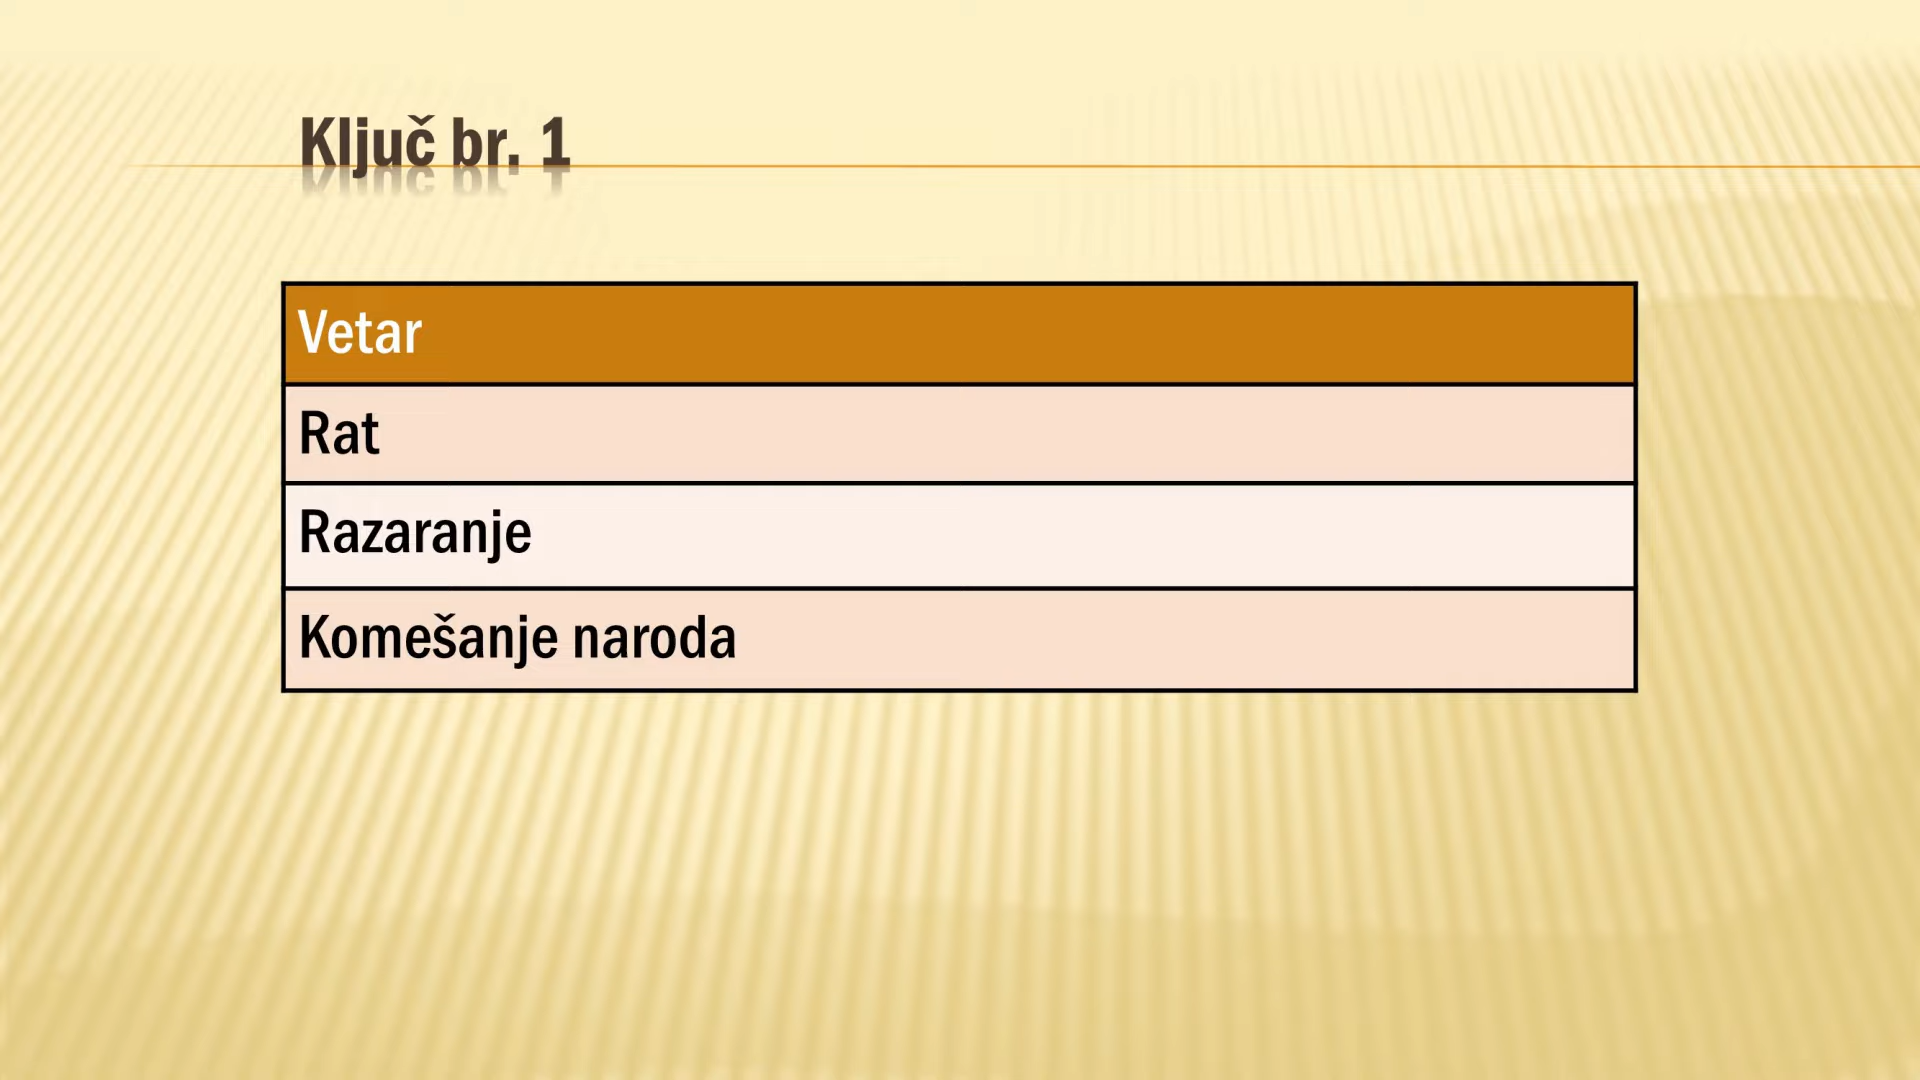 Ključ br. 1
Vetar
Rat
Razaranje
Komešanje naroda